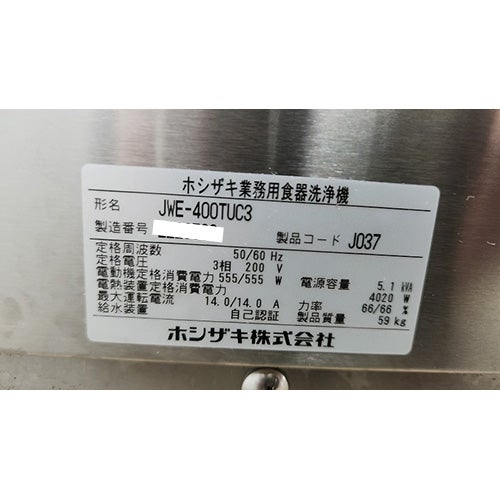 ホシザキ業務用食器洗浄機
形名 JWE-400TUC3
製造番号 製品コード J037
定格周波数 50/60 Hz
定格電圧 3相 200 V
電動機定格消費電力 555/555 W 電源容量 5.1 kVA
電熱装置定格消費電力 4020 W
最大運転電流 14.0/14.0 A 力率 66/66 %
給水装置 自己認証 製品質量 59 kg
ホシザキ株式会社